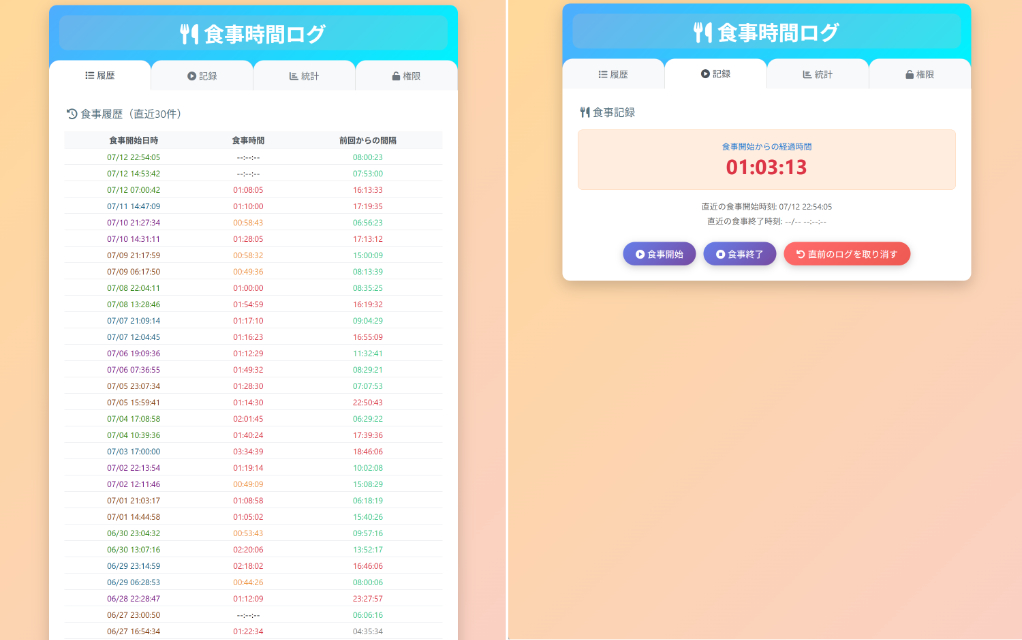 食事時間ログ
履歴 記録 統計 権限
食事履歴（直近30件）
食事開始日時 食事時間 前回からの間隔
07/12 22:54:05 --:--:-- 08:00:23
07/12 14:53:42 --:--:-- 07:53:00
07/12 07:00:42 01:08:05 16:13:33
07/11 14:47:09 01:10:00 17:19:35
07/10 21:27:34 00:58:43 06:56:23
07/10 14:31:11 01:28:05 17:13:12
07/09 21:17:59 00:58:32 15:00:09
07/09 06:17:50 00:49:36 08:13:39
07/08 22:04:11 01:00:00 08:35:25
07/08 13:28:46 01:54:59 16:19:32
07/07 21:09:14 01:17:10 09:04:29
07/07 12:04:45 01:16:23 16:55:09
07/06 19:09:36 01:12:29 11:32:41
07/06 07:36:55 01:49:32 08:29:21
07/05 23:07:34 01:28:30 07:07:53
07/05 15:59:41 01:14:30 22:50:43
07/04 17:08:58 02:01:45 06:29:22
07/04 10:39:36 01:40:24 17:39:36
07/03 17:00:00 03:34:39 18:46:06
07/02 22:13:54 01:19:14 10:02:08
07/02 12:11:46 00:49:09 15:08:29
07/01 21:03:17 01:08:58 06:18:19
07/01 14:44:58 01:05:02 15:40:26
06/30 23:04:32 00:53:43 09:57:16
06/30 13:07:16 02:20:06 13:52:17
06/29 23:14:59 02:18:02 16:46:06
06/29 06:28:53 00:44:26 08:00:06
06/28 22:28:47 01:12:09 23:27:57
06/27 23:00:50 --:--:-- 06:06:16
06/27 16:54:34 01:22:34 04:35:34
食事時間ログ
履歴 記録 統計 権限
食事記録
食事開始からの経過時間
01:03:13
直近の食事開始時刻: 07/12 22:54:05
直近の食事終了時刻: --/-- --:--:--
食事開始 食事終了 直前のログを取り消す